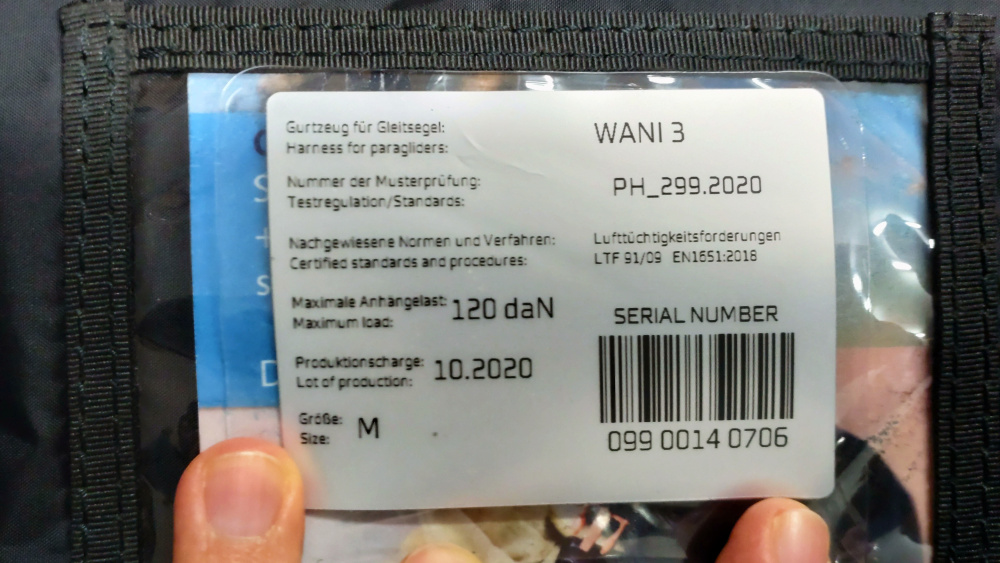 Gurtzeug für Gleitsegel:
Harness for paragliders:
WANI 3
Nummer der Musterprüfung:
Testregulation/Standards:
PH_299.2020
Nachgewiesene Normen und Verfahren:
Certified standards and procedures:
Lufttüchtigkeitsforderungen
LTF 91/09 EN1651:2018
Maximale Anhängelast:
Maximum load:
120 daN
Produktionscharge:
Lot of production:
10.2020
Größe:
Size:
M
SERIAL NUMBER
099 0014 0706